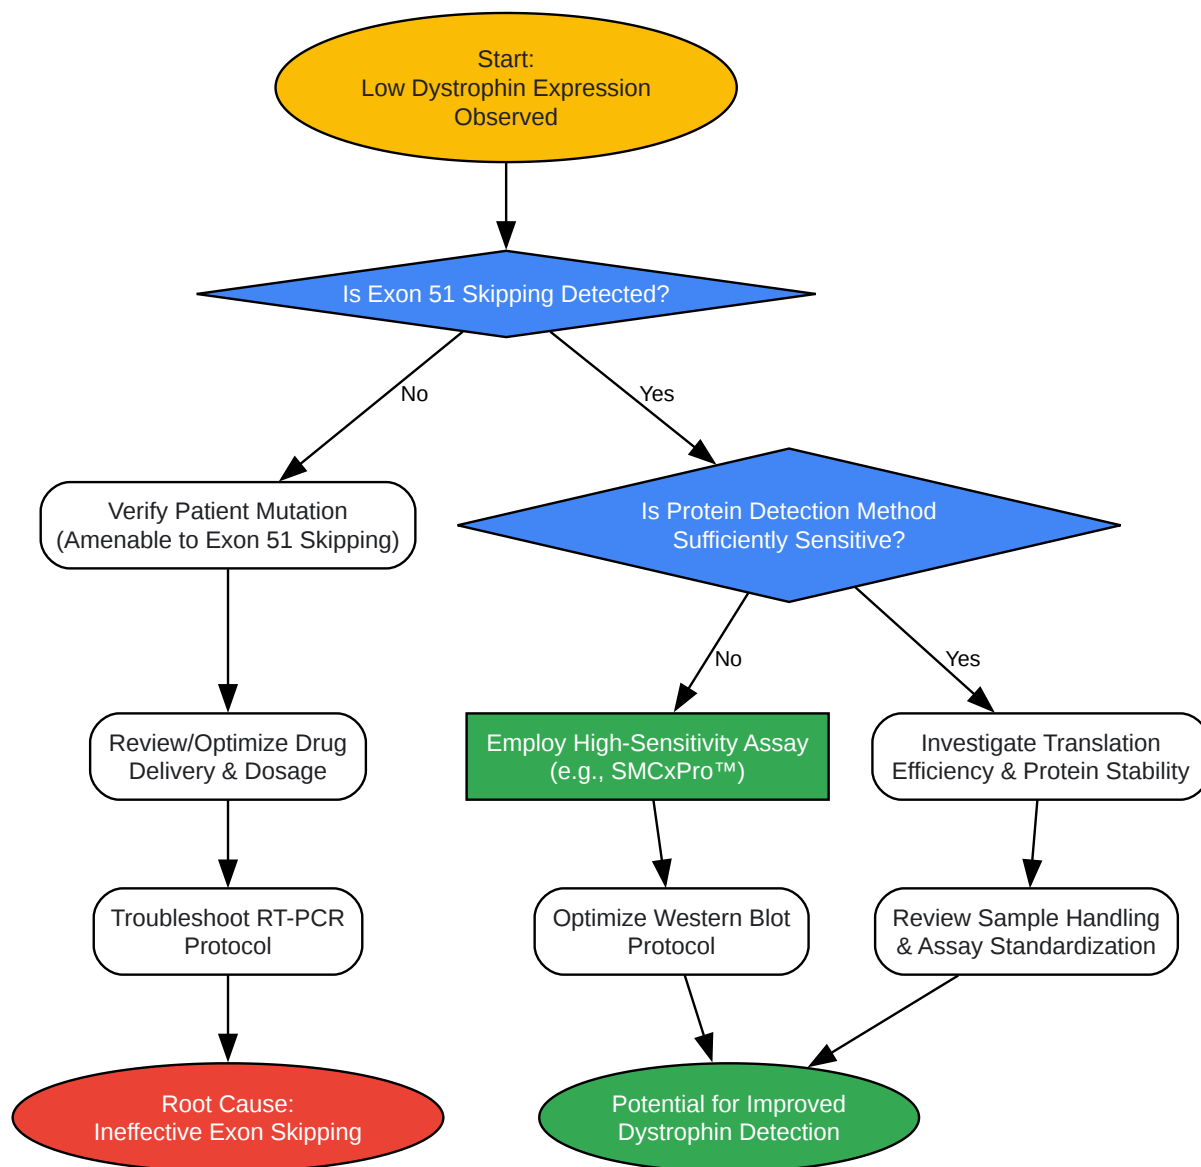 Start:
Low Dystrophin Expression
Observed
Is Exon 51 Skipping Detected?
No
Yes
Verify Patient Mutation
(Amenable to Exon 51 Skipping)
Is Protein Detection Method
Sufficiently Sensitive?
No
Yes
Review/Optimize Drug
Delivery & Dosage
Employ High-Sensitivity Assay
(e.g., SMCxPro™)
Investigate Translation
Efficiency & Protein Stability
Troubleshoot RT-PCR
Protocol
Optimize Western Blot
Protocol
Review Sample Handling
& Assay Standardization
Root Cause:
Ineffective Exon Skipping
Potential for Improved
Dystrophin Detection